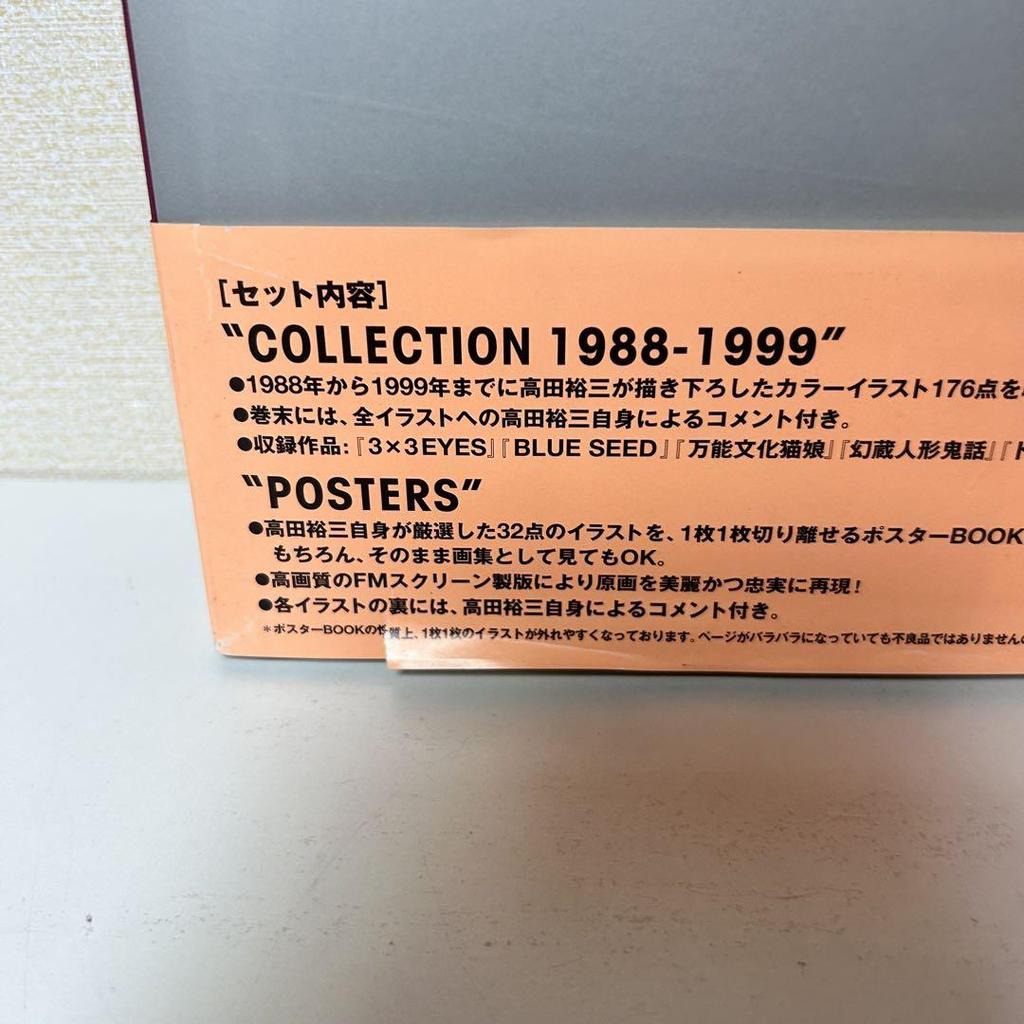 ［セット内容］
"COLLECTION 1988-1999"
●1988年から1999年までに高田裕三が描き下ろしたカラーイラスト176点を
●巻末には、全イラストへの高田裕三自身によるコメント付き。
●収録作品:『3×3EYES』『BLUE SEED』『万能文化猫娘』『幻蔵人形鬼話』『ド
"POSTERS"
●高田裕三自身が厳選した32点のイラストを、1枚1枚切り離せるポスターBOOK
もちろん、そのまま画集として見てもOK。
●高画質のFMスクリーン製版により原画を美麗かつ忠実に再現!
●各イラストの裏には、高田裕三自身によるコメント付き。
*ポスターBOOKの性質上、1枚1枚のイラストが外れやすくなっております。ページがバラバラになっていても不良品ではありません